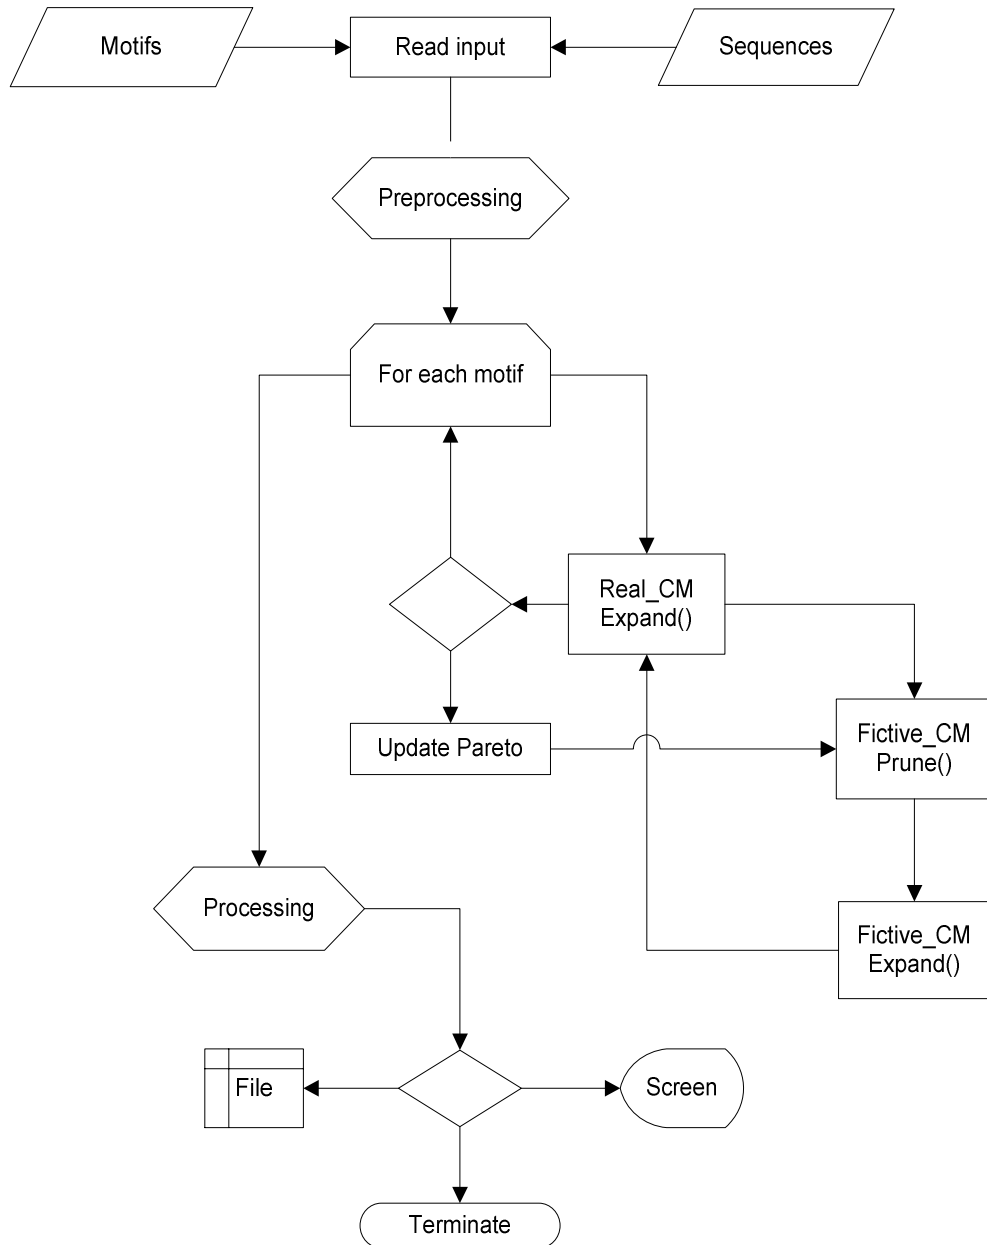 Motifs
Read input
Sequences
Preprocessing
For each motif
Real_CM
Expand()
Update Pareto
Fictive_CM
Prune()
Processing
Fictive_CM
Expand()
File
Screen
Terminate